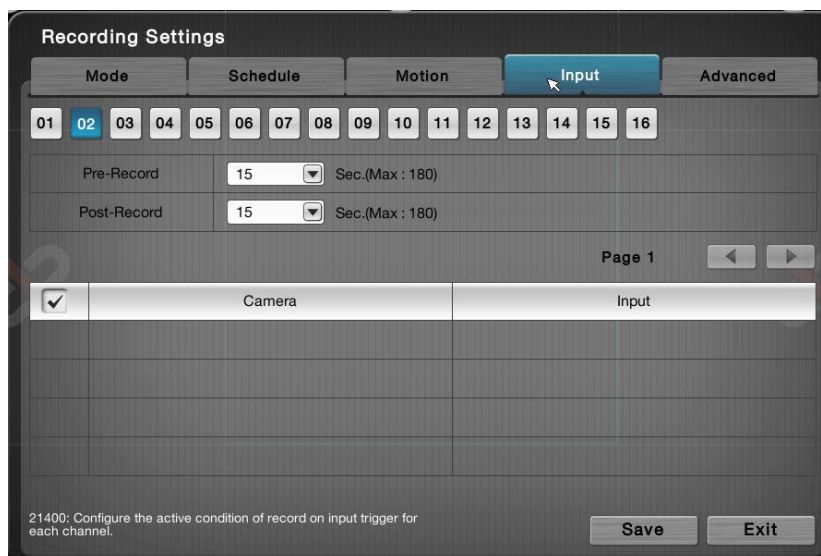 Recording Settings
Mode Schedule Motion Input Advanced
01 02 03 04 05 06 07 08 09 10 11 12 13 14 15 16
Pre-Record 15 Sec.(Max : 180)
Post-Record 15 Sec.(Max : 180)
Page 1
Camera Input
21400: Configure the active condition of record on input trigger for
each channel.
Save Exit